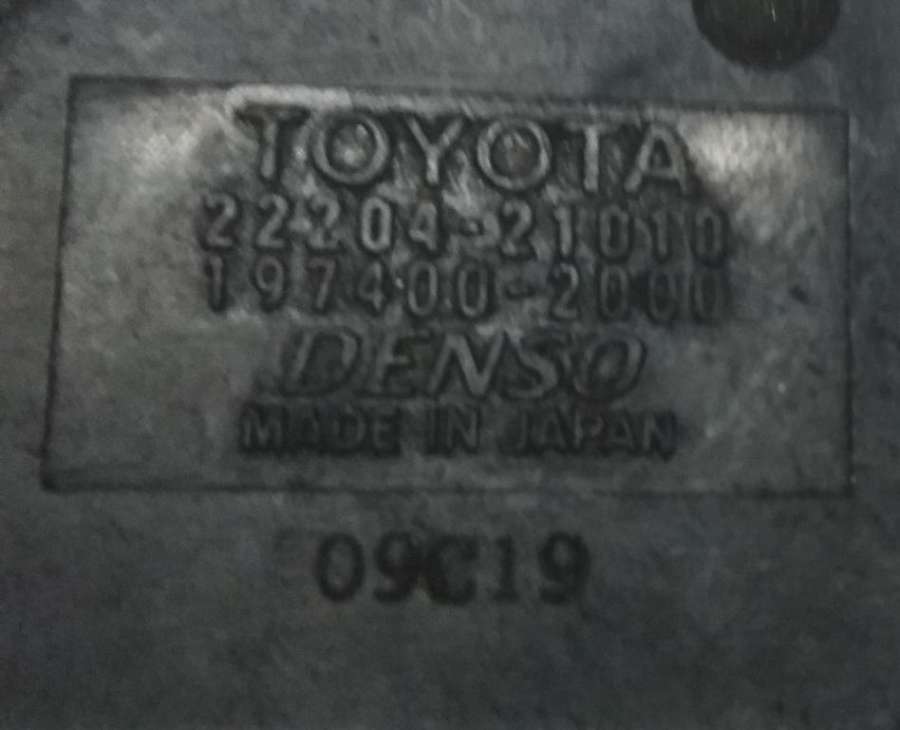 TOYOTA
22204-21010
197400-2000
DENSO
MADE IN JAPAN
09C19